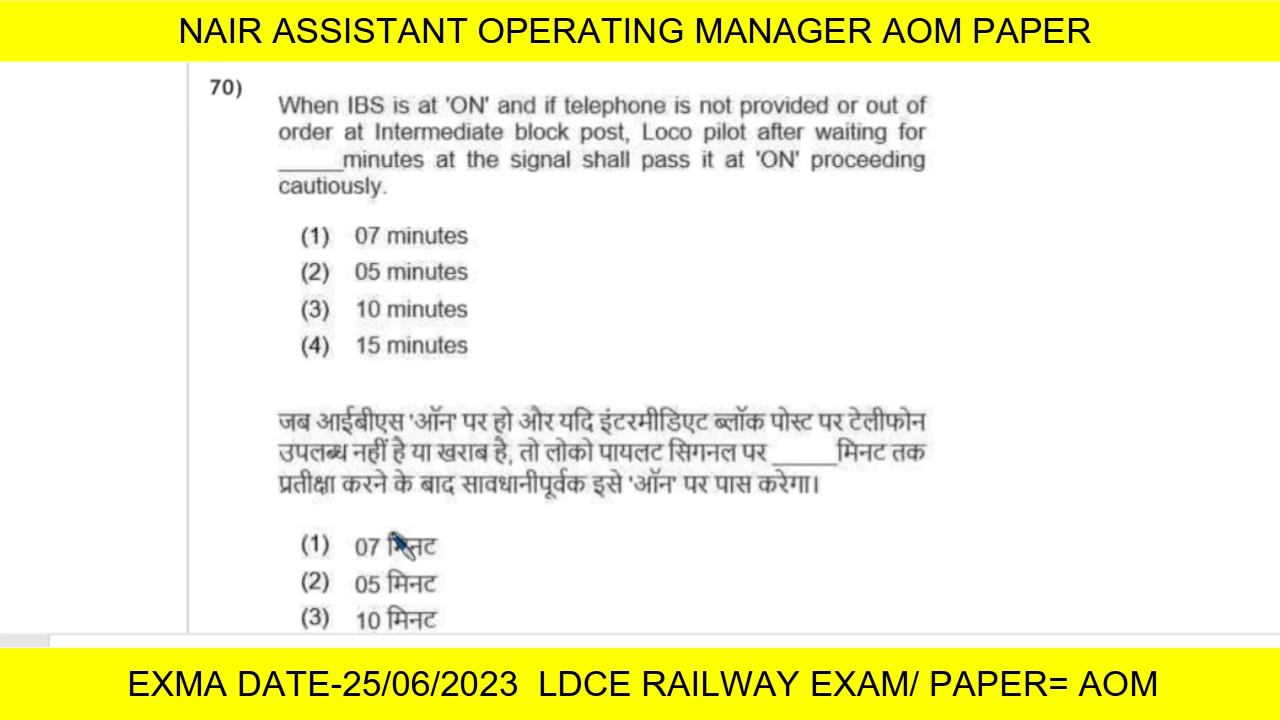 NAIR ASSISTANT OPERATING MANAGER AOM PAPER
70)
When IBS is at 'ON' and if telephone is not provided or out of
order at Intermediate block post, Loco pilot after waiting for
_____minutes at the signal shall pass it at 'ON' proceeding
cautiously.
(1) 07 minutes
(2) 05 minutes
(3) 10 minutes
(4) 15 minutes
जब आईबीएस 'ऑन' पर हो और यदि इंटरमीडिएट ब्लॉक पोस्ट पर टेलीफोन
उपलब्ध नहीं है या खराब है, तो लोको पायलट सिगनल पर _____मिनट तक
प्रतीक्षा करने के बाद सावधानीपूर्वक इसे 'ऑन' पर पास करेगा।
(1) 07 मिनट
(2) 05 मिनट
(3) 10 मिनट
EXMA DATE-25/06/2023 LDCE RAILWAY EXAM/ PAPER= AOM